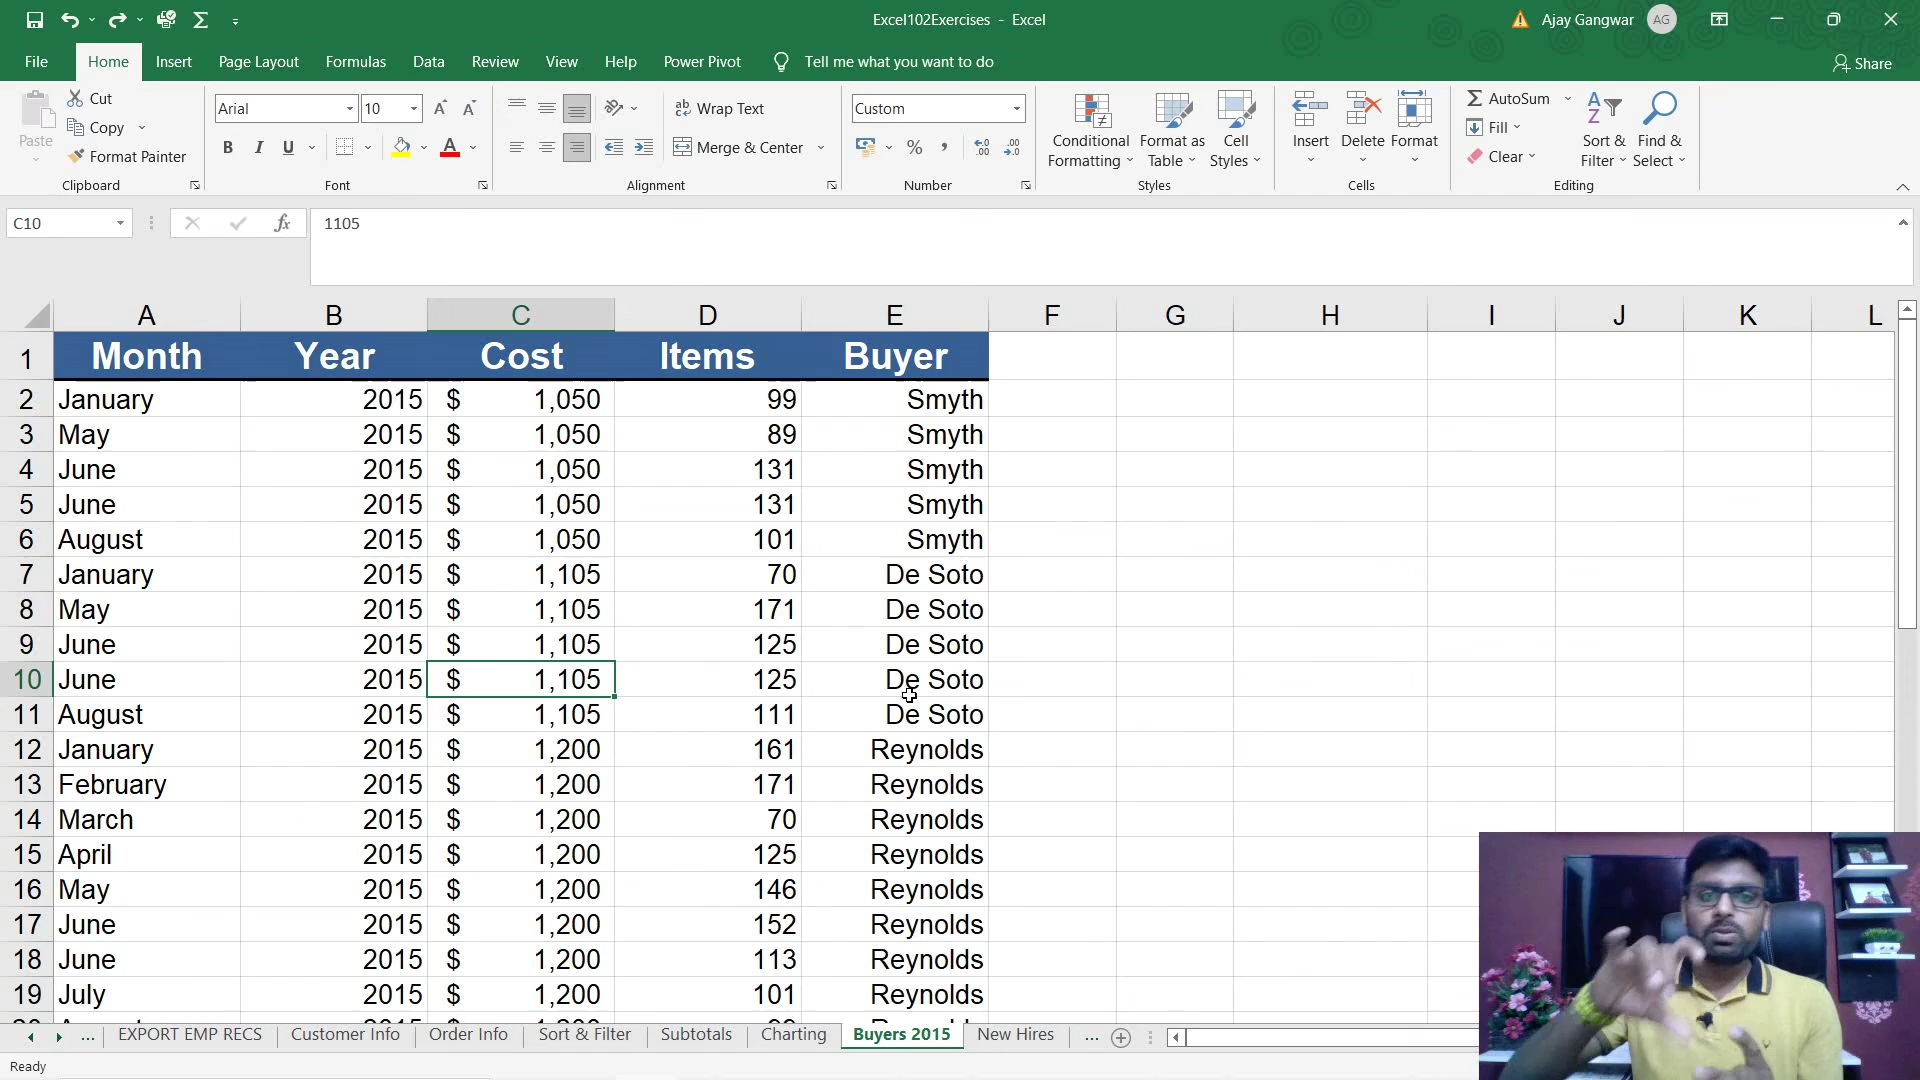 Excel102Exercises - Excel
Ajay Gangwar AG
File Home Insert Page Layout Formulas Data Review View Help Power Pivot Tell me what you want to do Share
Paste
Cut
Copy
Format Painter
Clipboard
Arial 10
B I U
Font
Wrap Text
Merge & Center
Alignment
Custom
%
Number
Conditional Formatting
Format as Table
Cell Styles
Styles
Insert Delete Format
Cells
AutoSum
Fill
Clear
Sort & Filter
Find & Select
Editing
C10 fx 1105
A B C D E F G H I J K L
1 Month Year Cost Items Buyer
2 January 2015 $ 1,050 99 Smyth
3 May 2015 $ 1,050 89 Smyth
4 June 2015 $ 1,050 131 Smyth
5 June 2015 $ 1,050 131 Smyth
6 August 2015 $ 1,050 101 Smyth
7 January 2015 $ 1,105 70 De Soto
8 May 2015 $ 1,105 171 De Soto
9 June 2015 $ 1,105 125 De Soto
10 June 2015 $ 1,105 125 De Soto
11 August 2015 $ 1,105 111 De Soto
12 January 2015 $ 1,200 161 Reynolds
13 February 2015 $ 1,200 171 Reynolds
14 March 2015 $ 1,200 70 Reynolds
15 April 2015 $ 1,200 125 Reynolds
16 May 2015 $ 1,200 146 Reynolds
17 June 2015 $ 1,200 152 Reynolds
18 June 2015 $ 1,200 113 Reynolds
19 July 2015 $ 1,200 101 Reynolds
... EXPORT EMP RECS Customer Info Order Info Sort & Filter Subtotals Charting Buyers 2015 New Hires ...
Ready